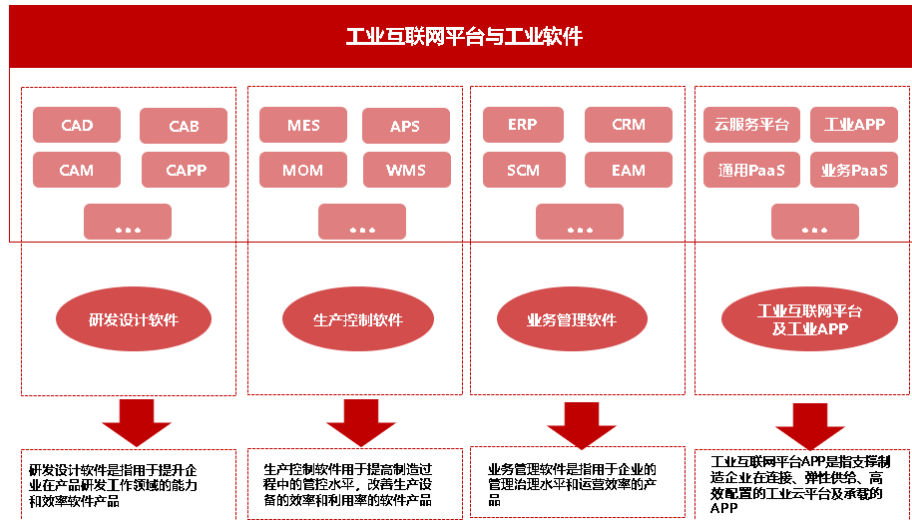 工业互联网平台与工业软件
CAD
CAB
CAM
CAPP
...
MES
APS
MOM
WMS
...
ERP
CRM
SCM
EAM
...
云服务平台
工业APP
通用PaaS
业务PaaS
...
研发设计软件
生产控制软件
业务管理软件
工业互联网平台
及工业APP
研发设计软件是指用于提升企
业在产品研发工作领域的能力
和效率软件产品
生产控制软件用于提高制造过
程中的管控水平，改善生产设
备的效率和利用率的软件产品
业务管理软件是指用于企业的
管理治理水平和运营效率的产
品
工业互联网平台APP是指支撑制
造企业在连接、弹性供给、高
效配置的工业云平台及承载的
APP